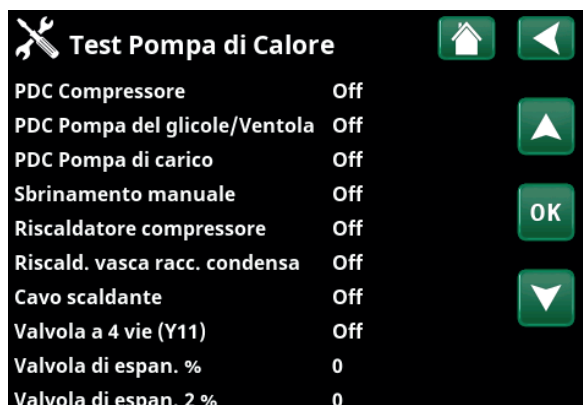 Test Pompa di Calore
PDC Compressore Off
PDC Pompa del glicole/Ventola Off
PDC Pompa di carico Off
Sbrinamento manuale Off
Riscaldatore compressore Off
OK
Riscald. vasca racc. condensa Off
Cavo scaldante Off
Valvola a 4 vie (Y11) Off
Valvola di espan. % 0
Valvola di espan. 2 % 0